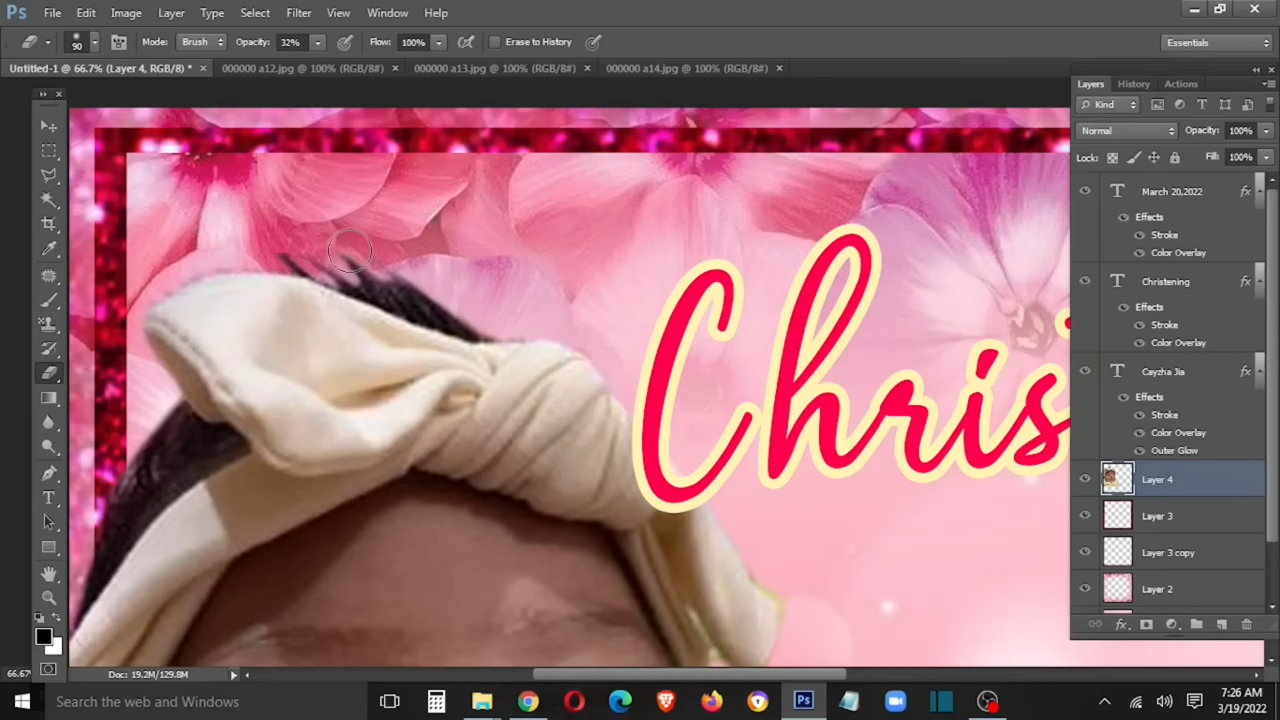 Ps File Edit Image Layer Type Select Filter View Window Help
90 Mode: Brush Opacity: 32% Flow: 100% Erase to History Essentials
Untitled-1 @ 66.7% (Layer 4, RGB/8) * × 000000 a12.jpg @ 100% (RGB/8#) × 000000 a13.jpg @ 100% (RGB/8#) × 000000 a14.jpg @ 100% (RGB/8#) ×
Layers History Actions
Kind
Normal Opacity: 100%
Lock: Fill: 100%
T March 20,2022 fx
Effects
Stroke
Color Overlay
T Christening fx
Effects
Stroke
Color Overlay
T Cayzha Jia fx
Effects
Stroke
Color Overlay
Outer Glow
Layer 4
Layer 3
Layer 3 copy
Layer 2
Chris
66.67 Doc: 19.2M/129.8M
Search the web and Windows
7:26 AM
3/19/2022